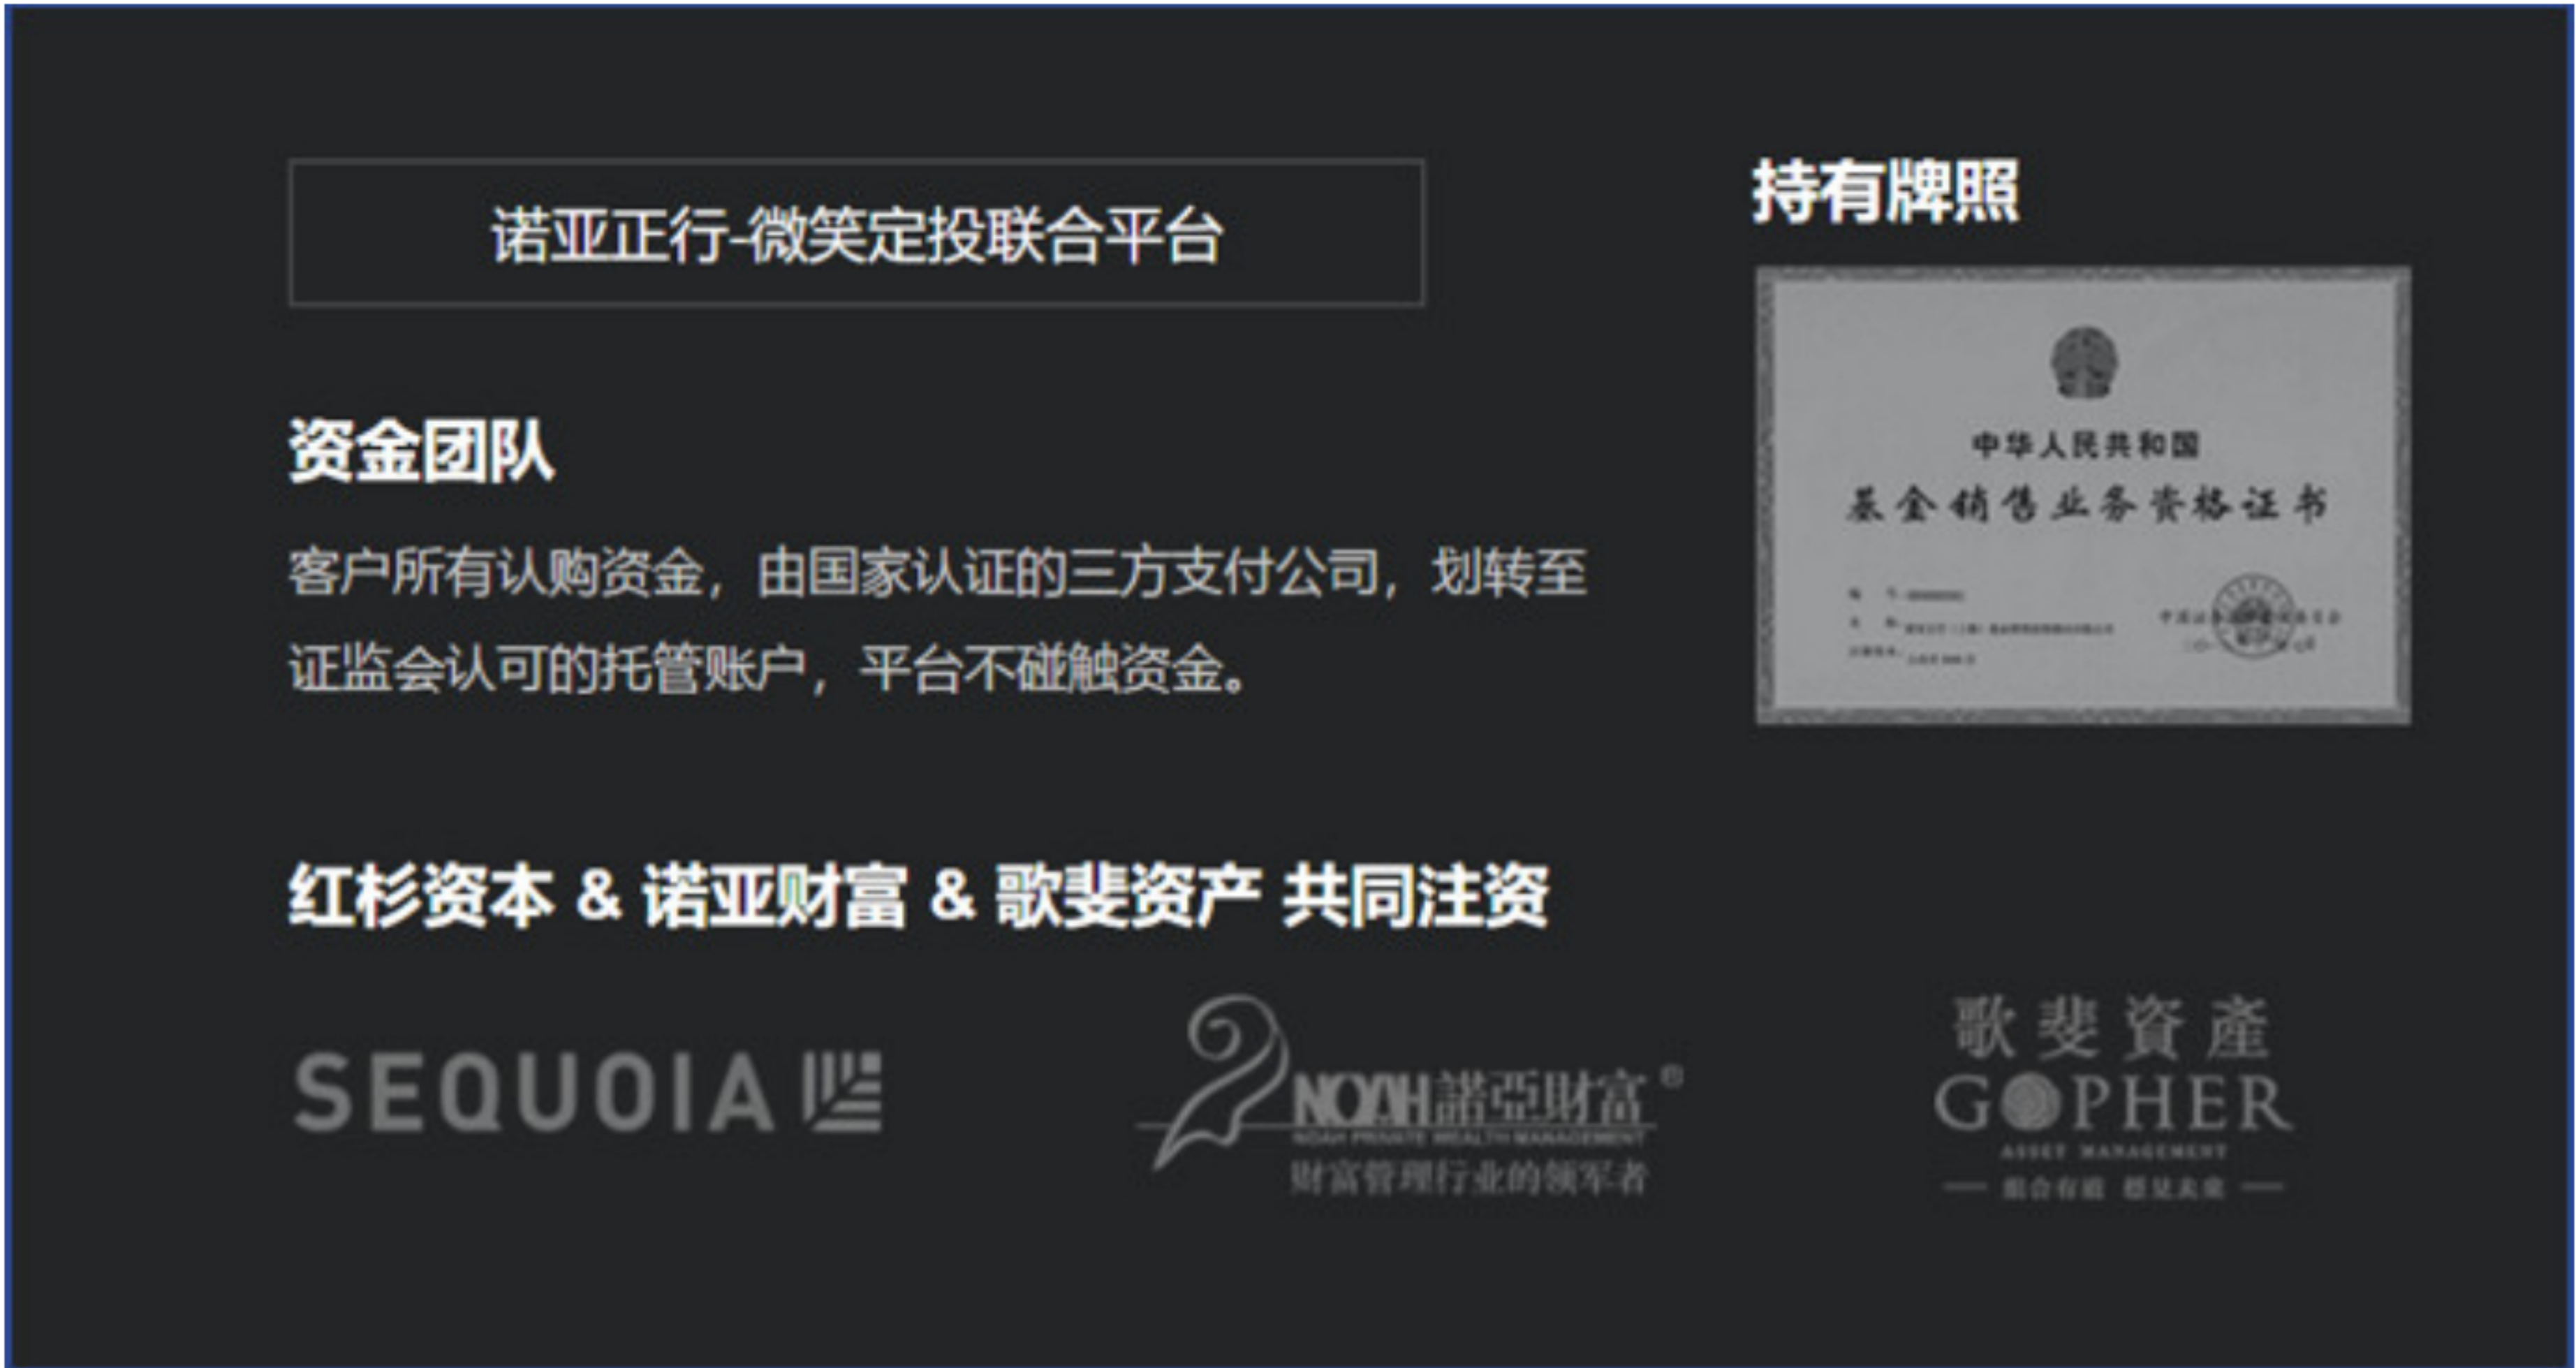 诺亚正行-微笑定投联合平台
持有牌照
中华人民共和国
基金销售业务资格证书
资金团队
客户所有认购资金，由国家认证的三方支付公司，划转至
证监会认可的托管账户，平台不碰触资金。
红杉资本 & 诺亚财富 & 歌斐资产 共同注资
SEQUOIA
NOAH諾亞財富®
NOAH PRIVATE WEALTH MANAGEMENT
财富管理行业的领军者
歌斐資產
GOPHER
ASSET MANAGEMENT